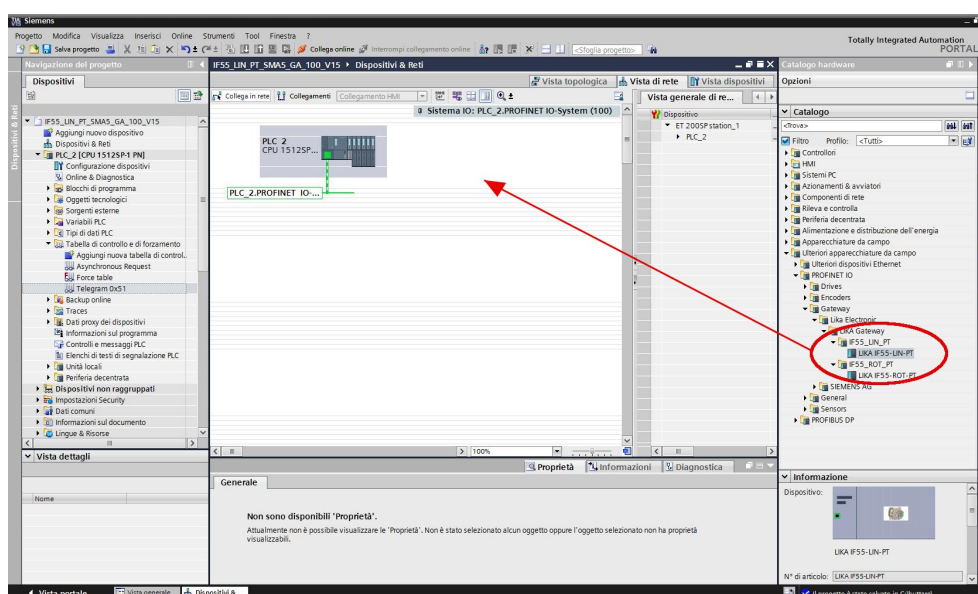 Siemens
Progetto Modifica Visualizza Inserisci Online Strumenti Tool Finestra ?
Totally Integrated Automation
PORTAL
Salva progetto
Collega online
Interrompi collegamento online
<Sfoglia progetto>
Navigazione del progetto
IF55_LIN_PT_SMA5_GA_100_V15 ▸ Dispositivi & Reti
Catalogo hardware
Dispositivi
Vista topologica
Vista di rete
Vista dispositivi
Opzioni
Collega in rete
Collegamenti
Collegamento HMI
Vista generale di re...
Sistema IO: PLC_2.PROFINET IO-System (100)
Dispositivo
ET 200SP station_1
PLC_2
PLC 2
CPU 1512SP...
PLC_2.PROFINET IO-...
IF55_LIN_PT_SMA5_GA_100_V15
Aggiungi nuovo dispositivo
Dispositivi & Reti
PLC_2 [CPU 1512SP-1 PN]
Configurazione dispositivi
Online & Diagnostica
Blocchi di programma
Oggetti tecnologici
Sorgenti esterne
Variabili PLC
Tipi di dati PLC
Tabella di controllo e di forzamento
Aggiungi nuova tabella di control..
Asynchronous Request
Force table
Telegram 0x51
Backup online
Traces
Dati proxy dei dispositivi
Informazioni sul programma
Controlli e messaggi PLC
Elenchi di testi di segnalazione PLC
Unità locali
Periferia decentrata
Dispositivi non raggruppati
Impostazioni Security
Dati comuni
Informazioni sul documento
Lingue & Risorse
Vista dettagli
Nome
100%
Proprietà
Informazioni
Diagnostica
Generale
Non sono disponibili 'Proprietà'.
Attualmente non è possibile visualizzare le 'Proprietà'. Non è stato selezionato alcun oggetto oppure l'oggetto selezionato non ha proprietà
visualizzabili.
Catalogo
<Trova>
Filtro Profilo: <Tutti>
Controllori
HMI
Sistemi PC
Azionamenti & avviatori
Componenti di rete
Rileva e controlla
Periferia decentrata
Alimentazione e distribuzione dell'energia
Apparecchiature da campo
Ulteriori apparecchiature da campo
Ulteriori dispositivi Ethernet
PROFINET IO
Drives
Encoders
Gateway
Lika Electronic
LIKA Gateway
IF55_LIN_PT
LIKA IF55-LIN-PT
IF55_ROT_PT
LIKA IF55-ROT-PT
SIEMENS AG
General
Sensors
PROFIBUS DP
Informazione
Dispositivo:
LIKA IF55-LIN-PT
N° di articolo: LIKA IF55-LIN-PT
Vista portale
Vista generale
Dispositivi &